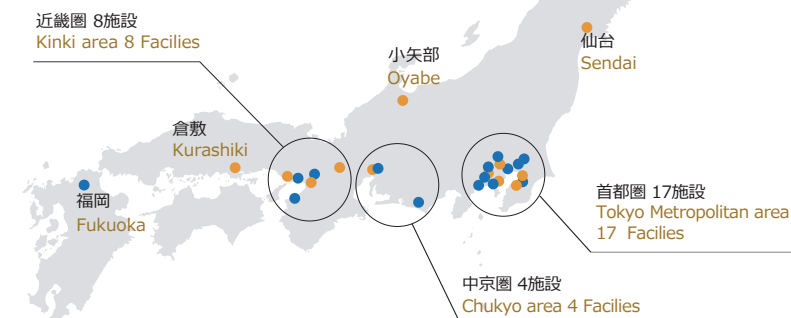 近畿圏 8施設
Kinki area 8 Facilies
仙台
Sendai
小矢部
Oyabe
倉敷
Kurashiki
福岡
Fukuoka
首都圏 17施設
Tokyo Metropolitan area
17 Facilies
中京圏 4施設
Chukyo area 4 Facilies